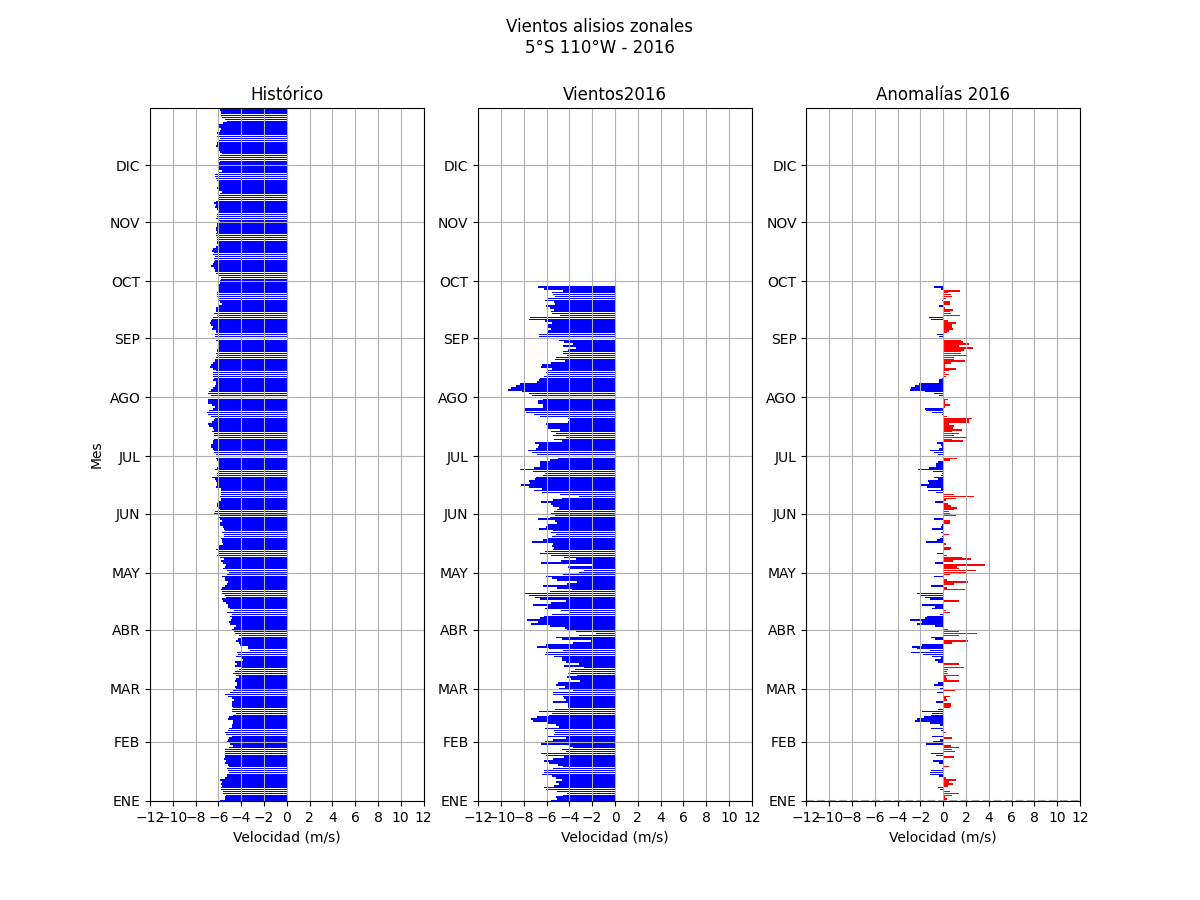 Vientos alisios zonales
5°S 110°W - 2016
Histórico
Vientos2016
Anomalías 2016
Mes
DIC
NOV
OCT
SEP
AGO
JUL
JUN
MAY
ABR
MAR
FEB
ENE
−12 −10 −8 −6 −4 −2 0 2 4 6 8 10 12
Velocidad (m/s)
DIC
NOV
OCT
SEP
AGO
JUL
JUN
MAY
ABR
MAR
FEB
ENE
−12 −10 −8 −6 −4 −2 0 2 4 6 8 10 12
Velocidad (m/s)
DIC
NOV
OCT
SEP
AGO
JUL
JUN
MAY
ABR
MAR
FEB
ENE
−12 −10 −8 −6 −4 −2 0 2 4 6 8 10 12
Velocidad (m/s)